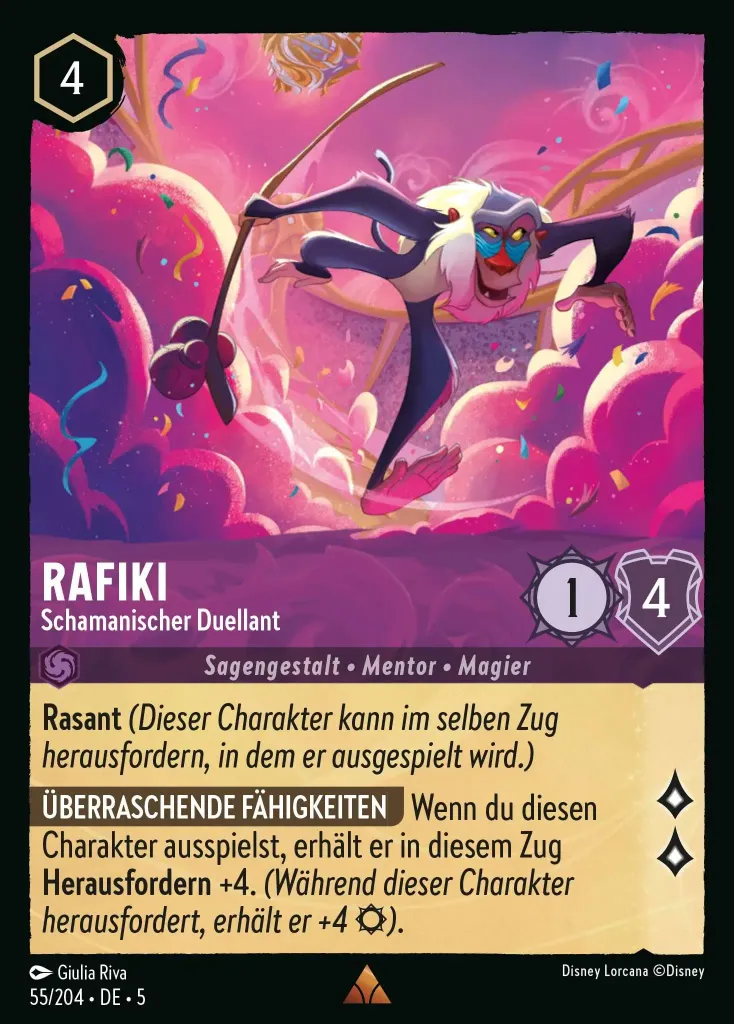 4
RAFIKI
Schamanischer Duellant
1
4
Sagengestalt • Mentor • Magier
Rasant (Dieser Charakter kann im selben Zug
herausfordern, in dem er ausgespielt wird.)
ÜBERRASCHENDE FÄHIGKEITEN Wenn du diesen
Charakter ausspielst, erhält er in diesem Zug
Herausfordern +4. (Während dieser Charakter
herausfordert, erhält er +4 ).
Giulia Riva
Disney Lorcana ©Disney
55/204 • DE • 5